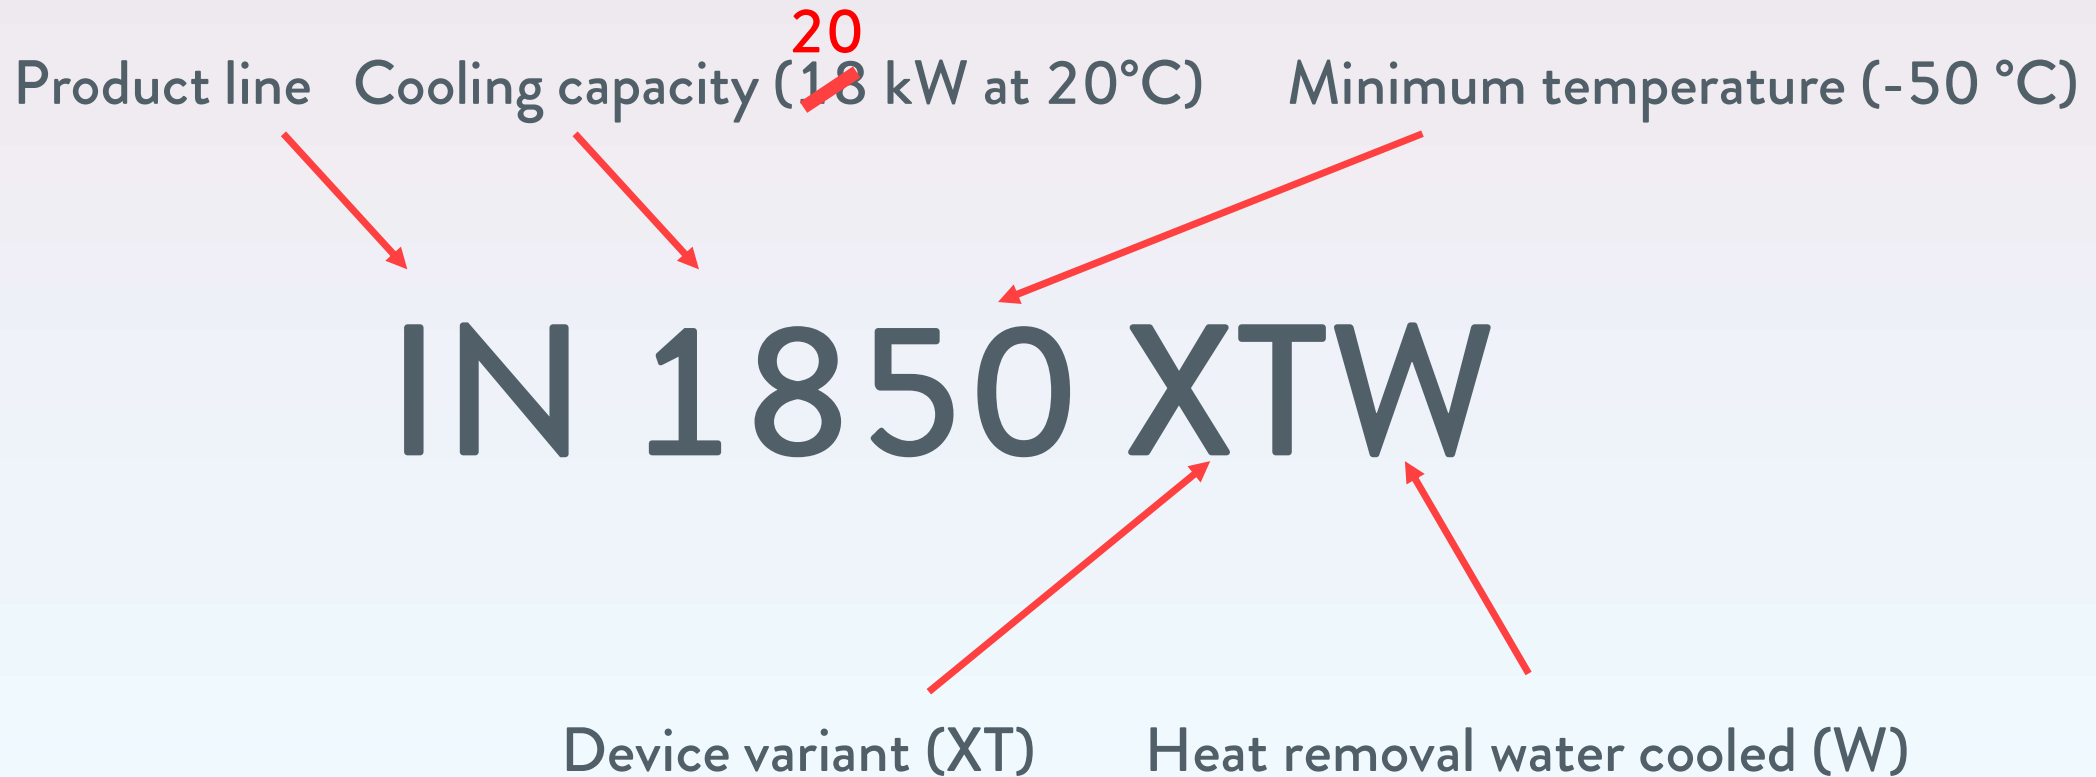 20
Product line Cooling capacity (18 kW at 20°C) Minimum temperature (-50 °C)
IN 1850 XTW
Device variant (XT) Heat removal water cooled (W)